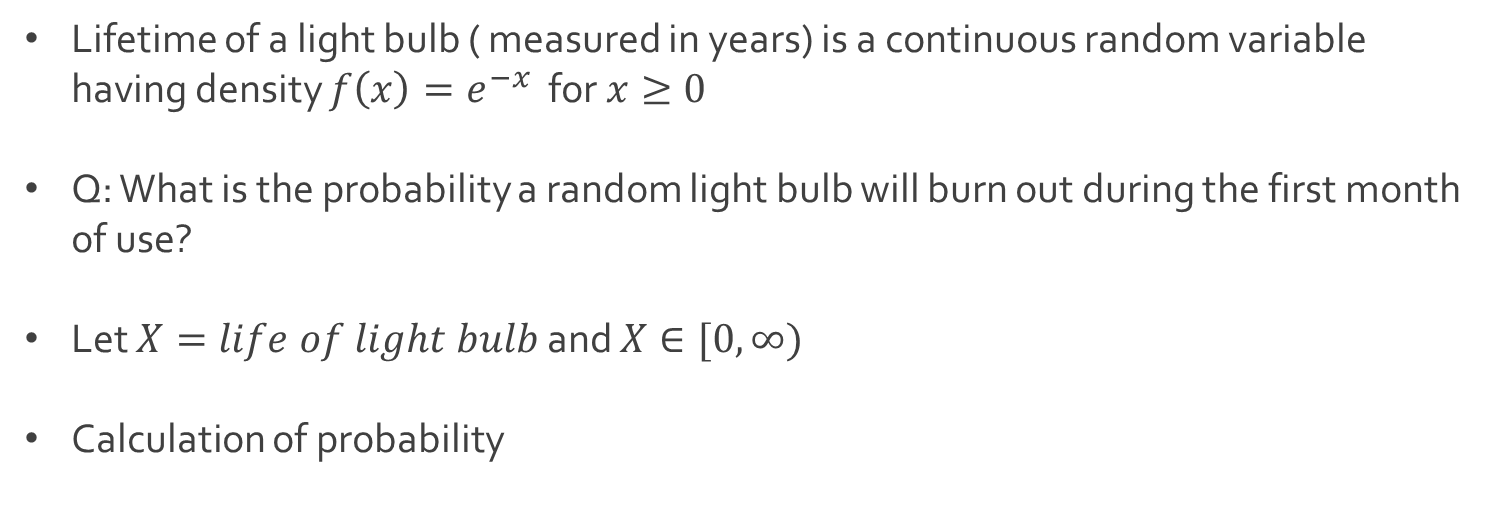 • Lifetime of a light bulb ( measured in years) is a continuous random variable
having density f(x) = e^{−x} for x ≥ 0
• Q: What is the probability a random light bulb will burn out during the first month
of use?
• Let X = life of light bulb and X ∈ [0, ∞)
• Calculation of probability